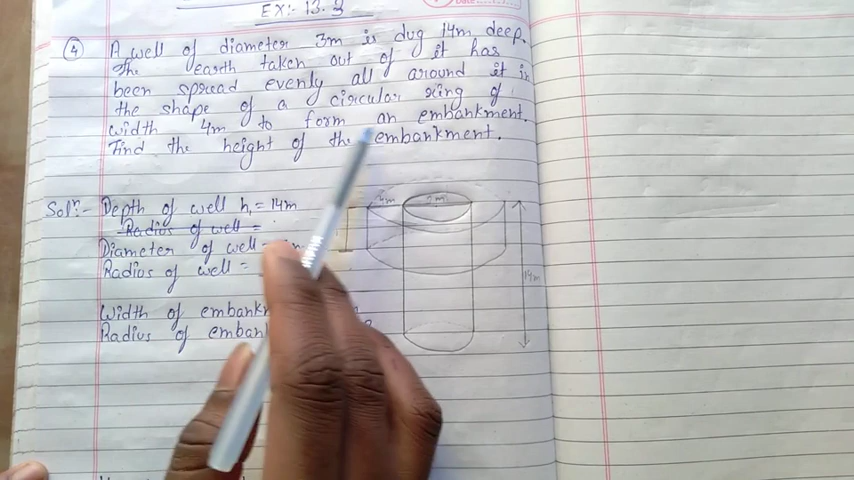 EX:- 13.3
Date
④ A well of diameter 3m is dug 14m deep.
The earth taken out of it has
been spread evenly all around it in
the shape of a circular ring of
width 4m to form an embankment.
Find the height of the embankment.
Solⁿ:- Depth of well h₁ = 14m
Radius of well =
Diameter of well =
Radius of well =
Width of embank
Radius of emban
4m
3m
14m